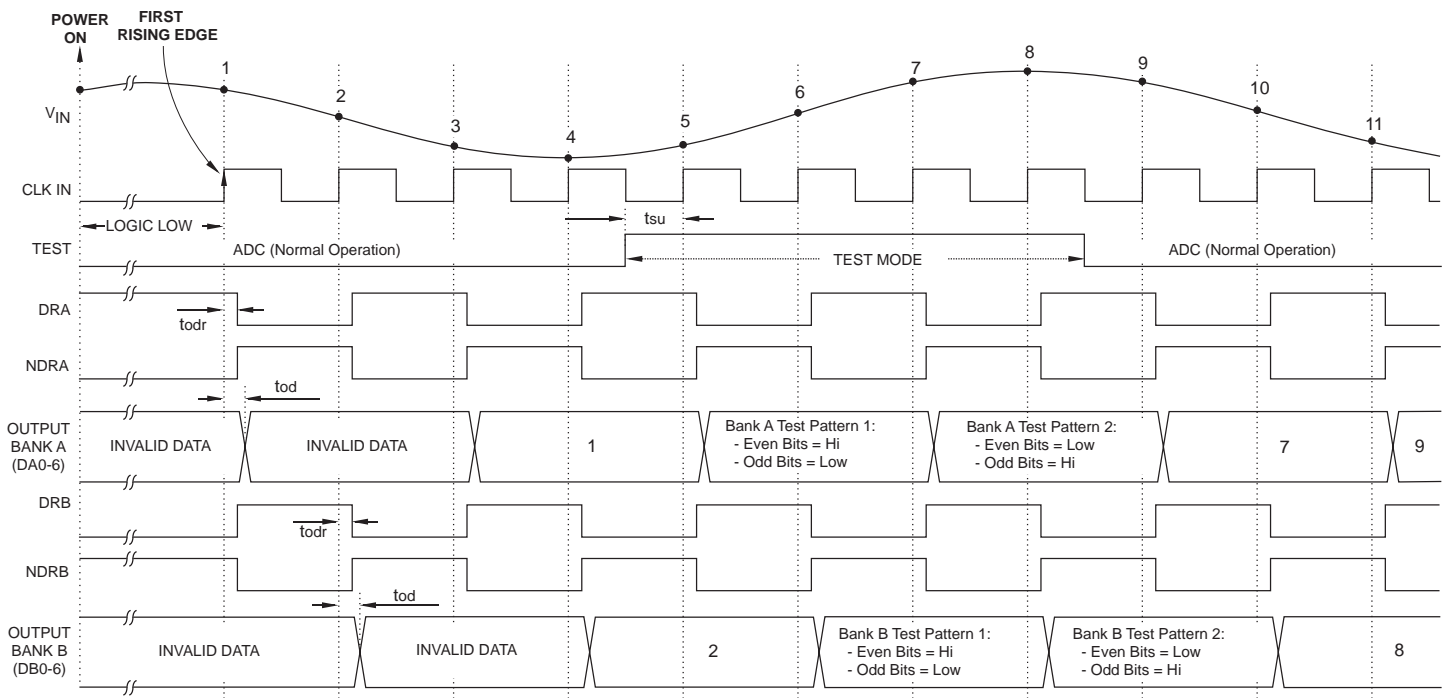 POWER
ON
FIRST
RISING EDGE
1
2
3
4
5
6
7
8
9
10
11
VIN
CLK IN
LOGIC LOW
tsu
TEST
ADC (Normal Operation)
TEST MODE
ADC (Normal Operation)
DRA
todr
NDRA
tod
OUTPUT
BANK A
(DA0-6)
INVALID DATA
INVALID DATA
1
Bank A Test Pattern 1:
- Even Bits = Hi
- Odd Bits = Low
Bank A Test Pattern 2:
- Even Bits = Low
- Odd Bits = Hi
7
9
DRB
todr
NDRB
tod
OUTPUT
BANK B
(DB0-6)
INVALID DATA
INVALID DATA
2
Bank B Test Pattern 1:
- Even Bits = Hi
- Odd Bits = Low
Bank B Test Pattern 2:
- Even Bits = Low
- Odd Bits = Hi
8